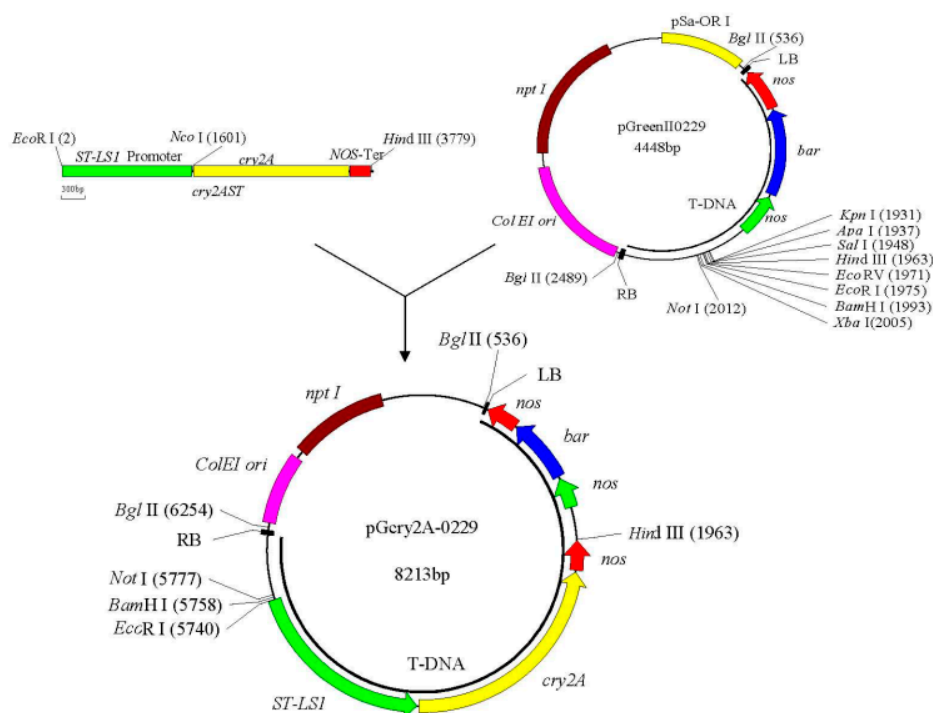 pSa-OR I
Bgl II (536)
LB
nos
npt I
pGreenII0229
4448bp
bar
T-DNA
nos
ColEI ori
Kpn I (1931)
Apa I (1937)
Sal I (1948)
Hind III (1963)
EcoRV (1971)
EcoR I (1975)
BamH I (1993)
Xba I(2005)
Not I (2012)
Bgl II (2489)
RB
EcoR I (2)
Nco I (1601)
Hind III (3779)
ST-LS1 Promoter
cry2A
NOS-Ter
300bp
cry2AST
Bgl II (536)
LB
npt I
nos
bar
ColEI ori
nos
Bgl II (6254)
RB
pGcry2A-0229
Hind III (1963)
nos
8213bp
Not I (5777)
BamH I (5758)
EcoR I (5740)
T-DNA
cry2A
ST-LS1